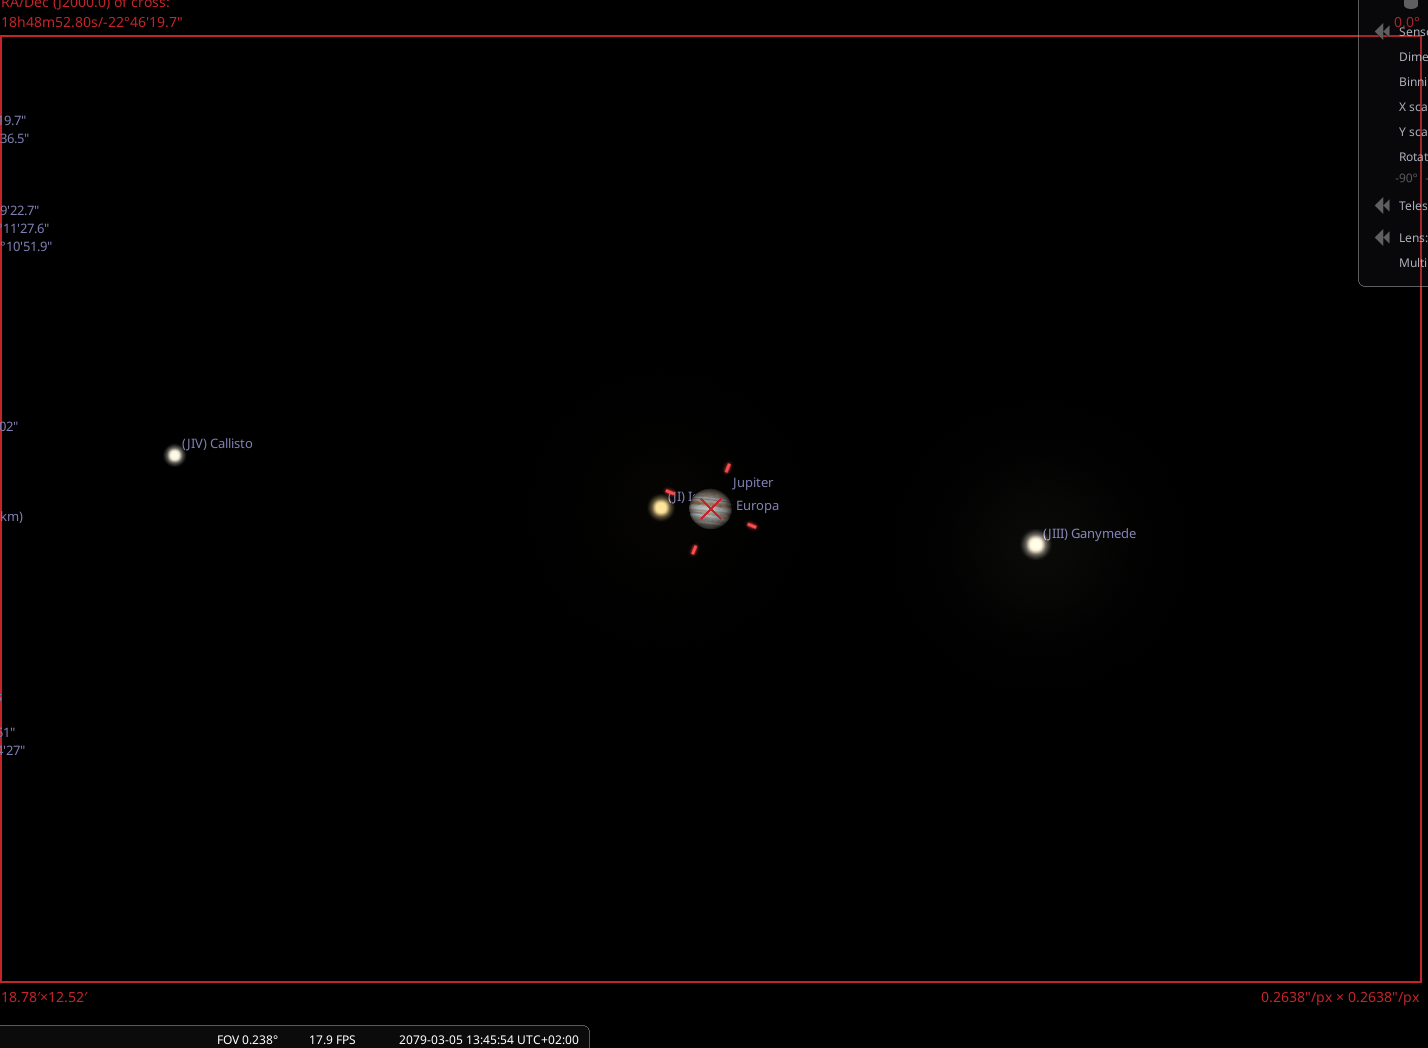 RA/Dec (J2000.0) of cross:
18h48m52.80s/-22°46'19.7"
0.0°
Dime
Binni
X sca
Y sca
Rotat
-90°
Teles
Lens:
Multi
19.7"
36.5"
9'22.7"
°11'27.6"
°10'51.9"
02"
(JIV) Callisto
Jupiter
(JI) I
Europa
km)
(JIII) Ganymede
51"
4'27"
18.78′×12.52′
0.2638"/px × 0.2638"/px
FOV 0.238°
17.9 FPS
2079-03-05 13:45:54 UTC+02:00